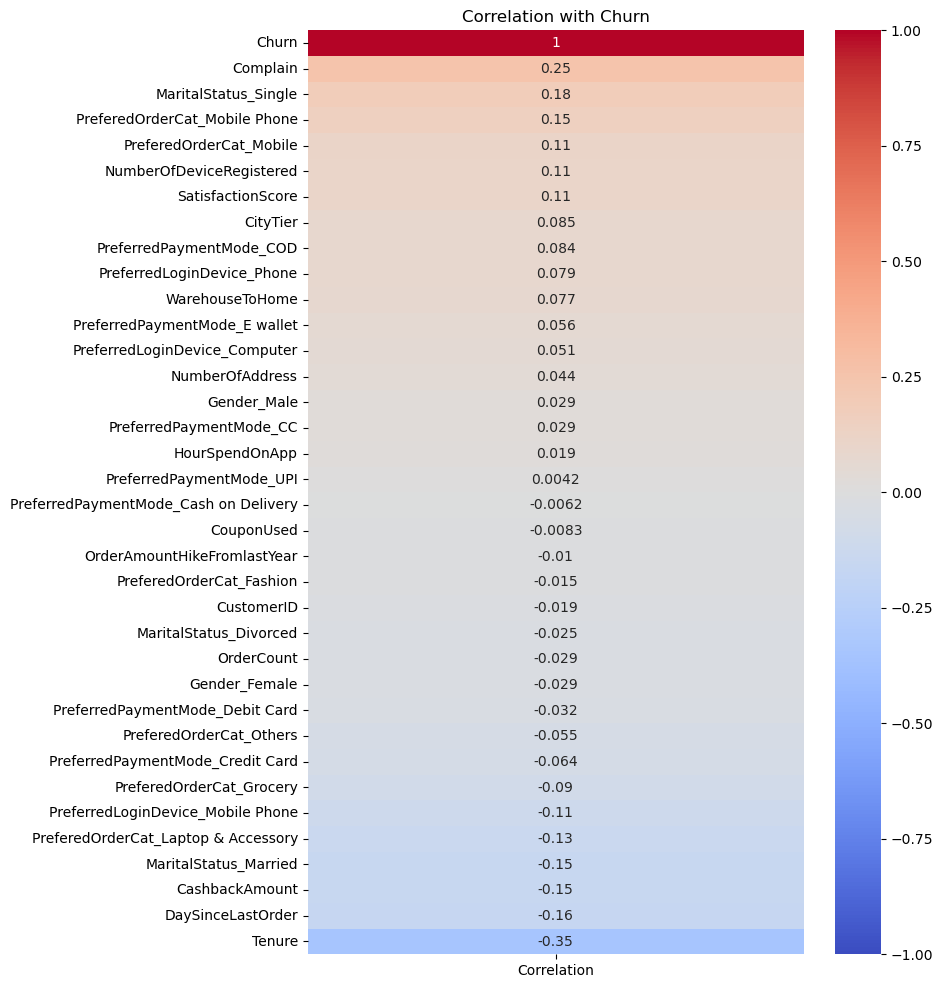 Correlation with Churn
Churn 1
Complain 0.25
MaritalStatus_Single 0.18
PreferedOrderCat_Mobile Phone 0.15
PreferedOrderCat_Mobile 0.11
NumberOfDeviceRegistered 0.11
SatisfactionScore 0.11
CityTier 0.085
PreferredPaymentMode_COD 0.084
PreferredLoginDevice_Phone 0.079
WarehouseToHome 0.077
PreferredPaymentMode_E wallet 0.056
PreferredLoginDevice_Computer 0.051
NumberOfAddress 0.044
Gender_Male 0.029
PreferredPaymentMode_CC 0.029
HourSpendOnApp 0.019
PreferredPaymentMode_UPI 0.0042
PreferredPaymentMode_Cash on Delivery -0.0062
CouponUsed -0.0083
OrderAmountHikeFromlastYear -0.01
PreferedOrderCat_Fashion -0.015
CustomerID -0.019
MaritalStatus_Divorced -0.025
OrderCount -0.029
Gender_Female -0.029
PreferredPaymentMode_Debit Card -0.032
PreferedOrderCat_Others -0.055
PreferredPaymentMode_Credit Card -0.064
PreferedOrderCat_Grocery -0.09
PreferredLoginDevice_Mobile Phone -0.11
PreferedOrderCat_Laptop & Accessory -0.13
MaritalStatus_Married -0.15
CashbackAmount -0.15
DaySinceLastOrder -0.16
Tenure -0.35
Correlation
1.00
0.75
0.50
0.25
0.00
−0.25
−0.50
−0.75
−1.00